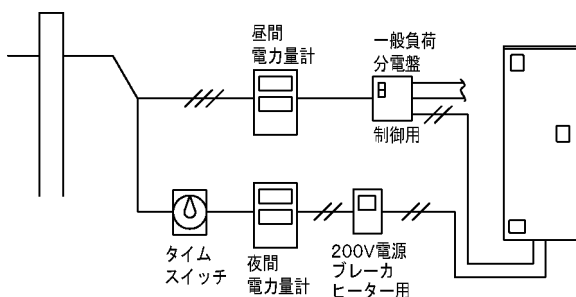 昼間
電力量計
一般負荷
分電盤
制御用
タイム
スイッチ
夜間
電力量計
200V電源
ブレーカ
ヒーター用